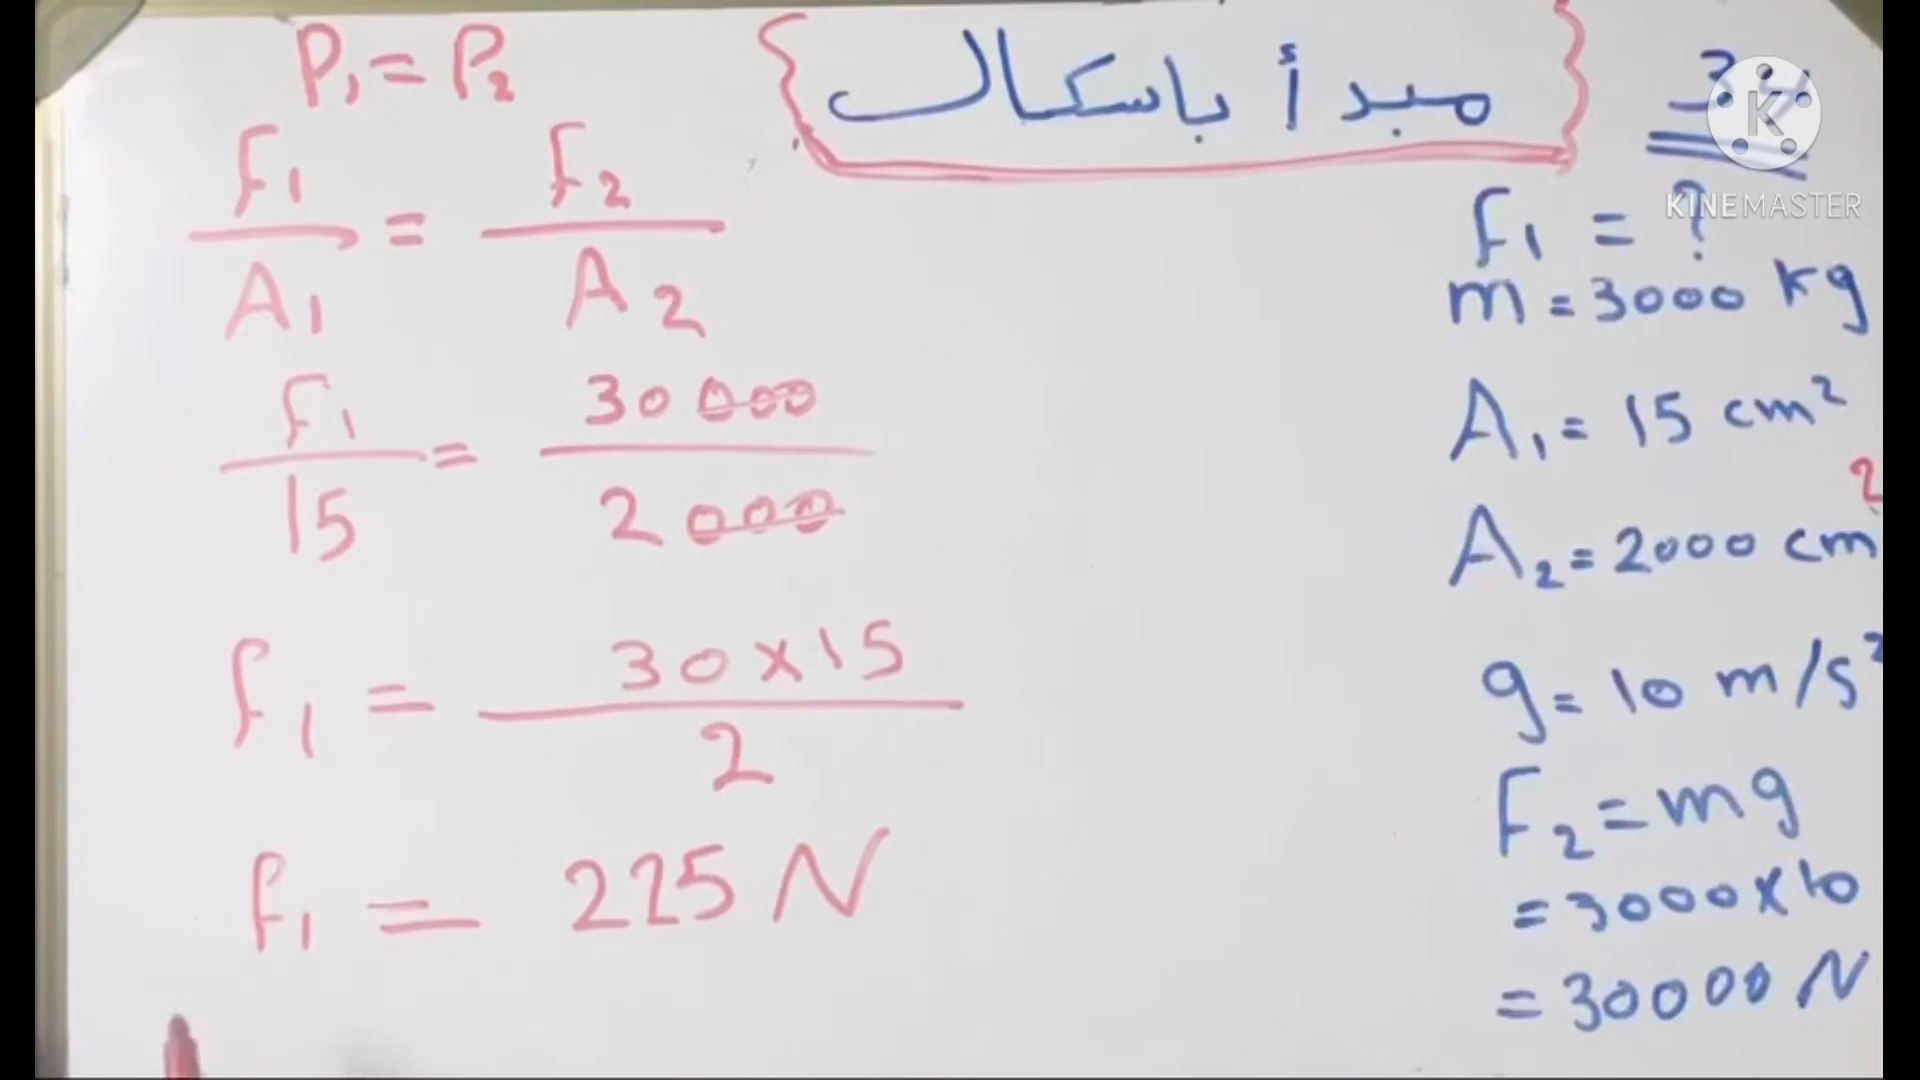 مبدأ باسكال
P₁ = P₂
F₁/A₁ = F₂/A₂
F₁/15 = 30000/2000
F₁ = 30×15/2
F₁ = 225 N
F₁ = ?
m = 3000 kg
A₁ = 15 cm²
A₂ = 2000 cm²
g = 10 m/s²
F₂ = mg
= 3000×10
= 30000 N
KINEMASTER